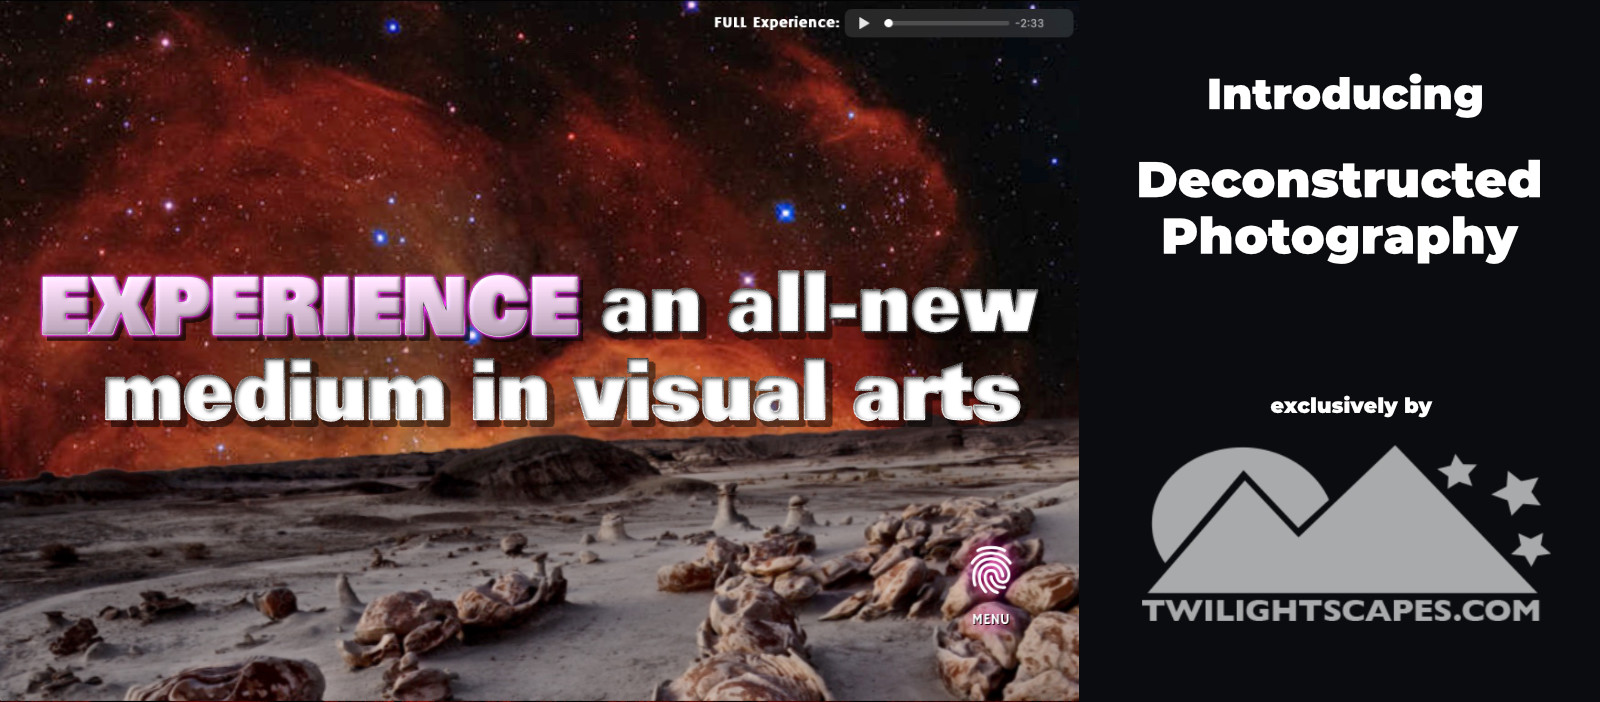 FULL Experience:
-2:33
EXPERIENCE an all-new
medium in visual arts
MENU
Introducing
Deconstructed
Photography
exclusively by
TWILIGHTSCAPES.COM